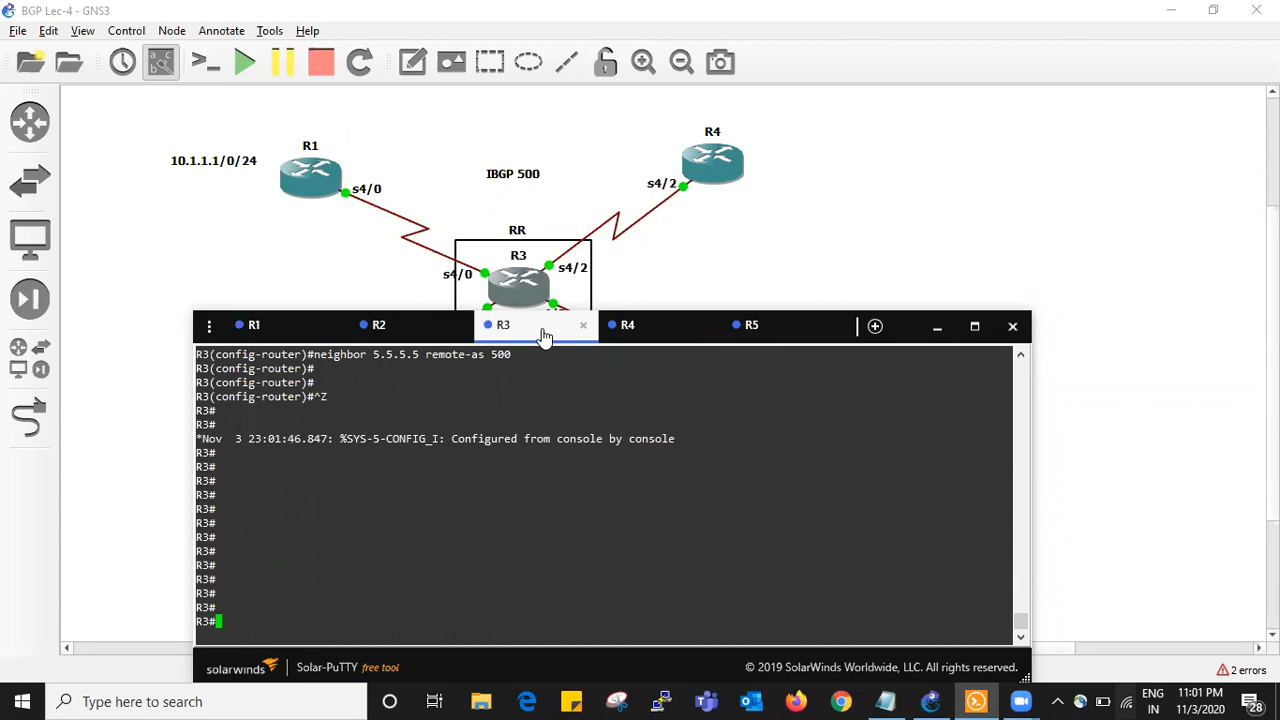 BGP Lec-4 - GNS3
File Edit View Control Node Annotate Tools Help
R1
R4
10.1.1.1/0/24
IBGP 500
s4/0
s4/2
RR
R3
s4/0
s4/2
R1 R2 R3 × R4 R5
R3(config-router)#neighbor 5.5.5.5 remote-as 500
R3(config-router)#
R3(config-router)#
R3(config-router)#^Z
R3#
R3#
*Nov  3 23:01:46.847: %SYS-5-CONFIG_I: Configured from console by console
R3#
R3#
R3#
R3#
R3#
R3#
R3#
R3#
R3#
R3#
R3#
R3#
R3#
solarwinds Solar-PuTTY free tool © 2019 SolarWinds Worldwide, LLC. All rights reserved.
2 errors
Type here to search
ENG
IN
11:01 PM
11/3/2020
28